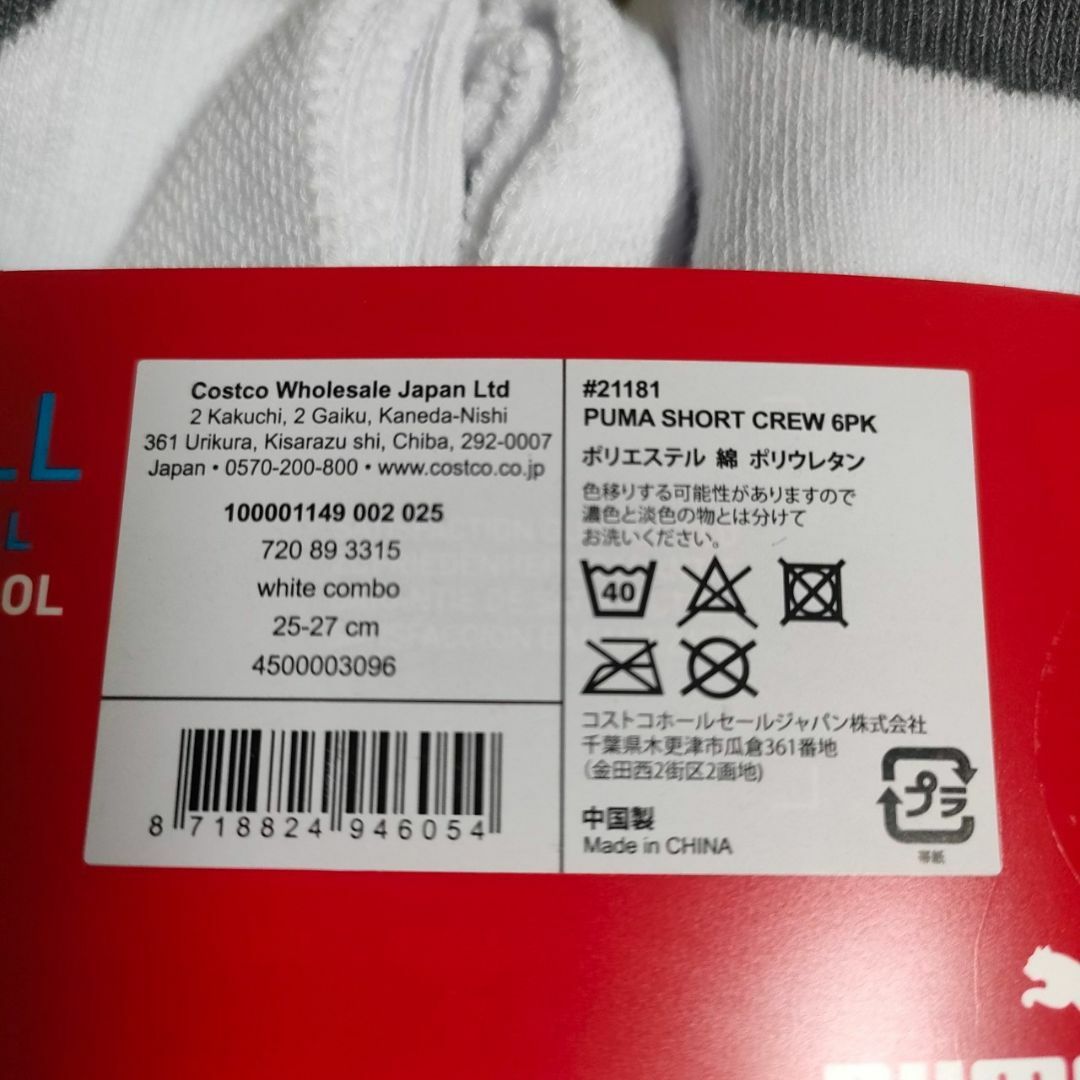 LL
L
OL
Costco Wholesale Japan Ltd
2 Kakuchi, 2 Gaiku, Kaneda-Nishi
361 Urikura, Kisarazu shi, Chiba, 292-0007
Japan • 0570-200-800 • www.costco.co.jp
100001149 002 025
720 89 3315
white combo
25-27 cm
4500003096
8 718824 946054
#21181
PUMA SHORT CREW 6PK
ポリエステル 綿 ポリウレタン
色移りする可能性がありますので
濃色と淡色の物とは分けて
お洗いください。
40
コストコホールセールジャパン株式会社
千葉県木更津市瓜倉361番地
(金田西2街区2画地)
プラ
帯紙
中国製
Made in CHINA